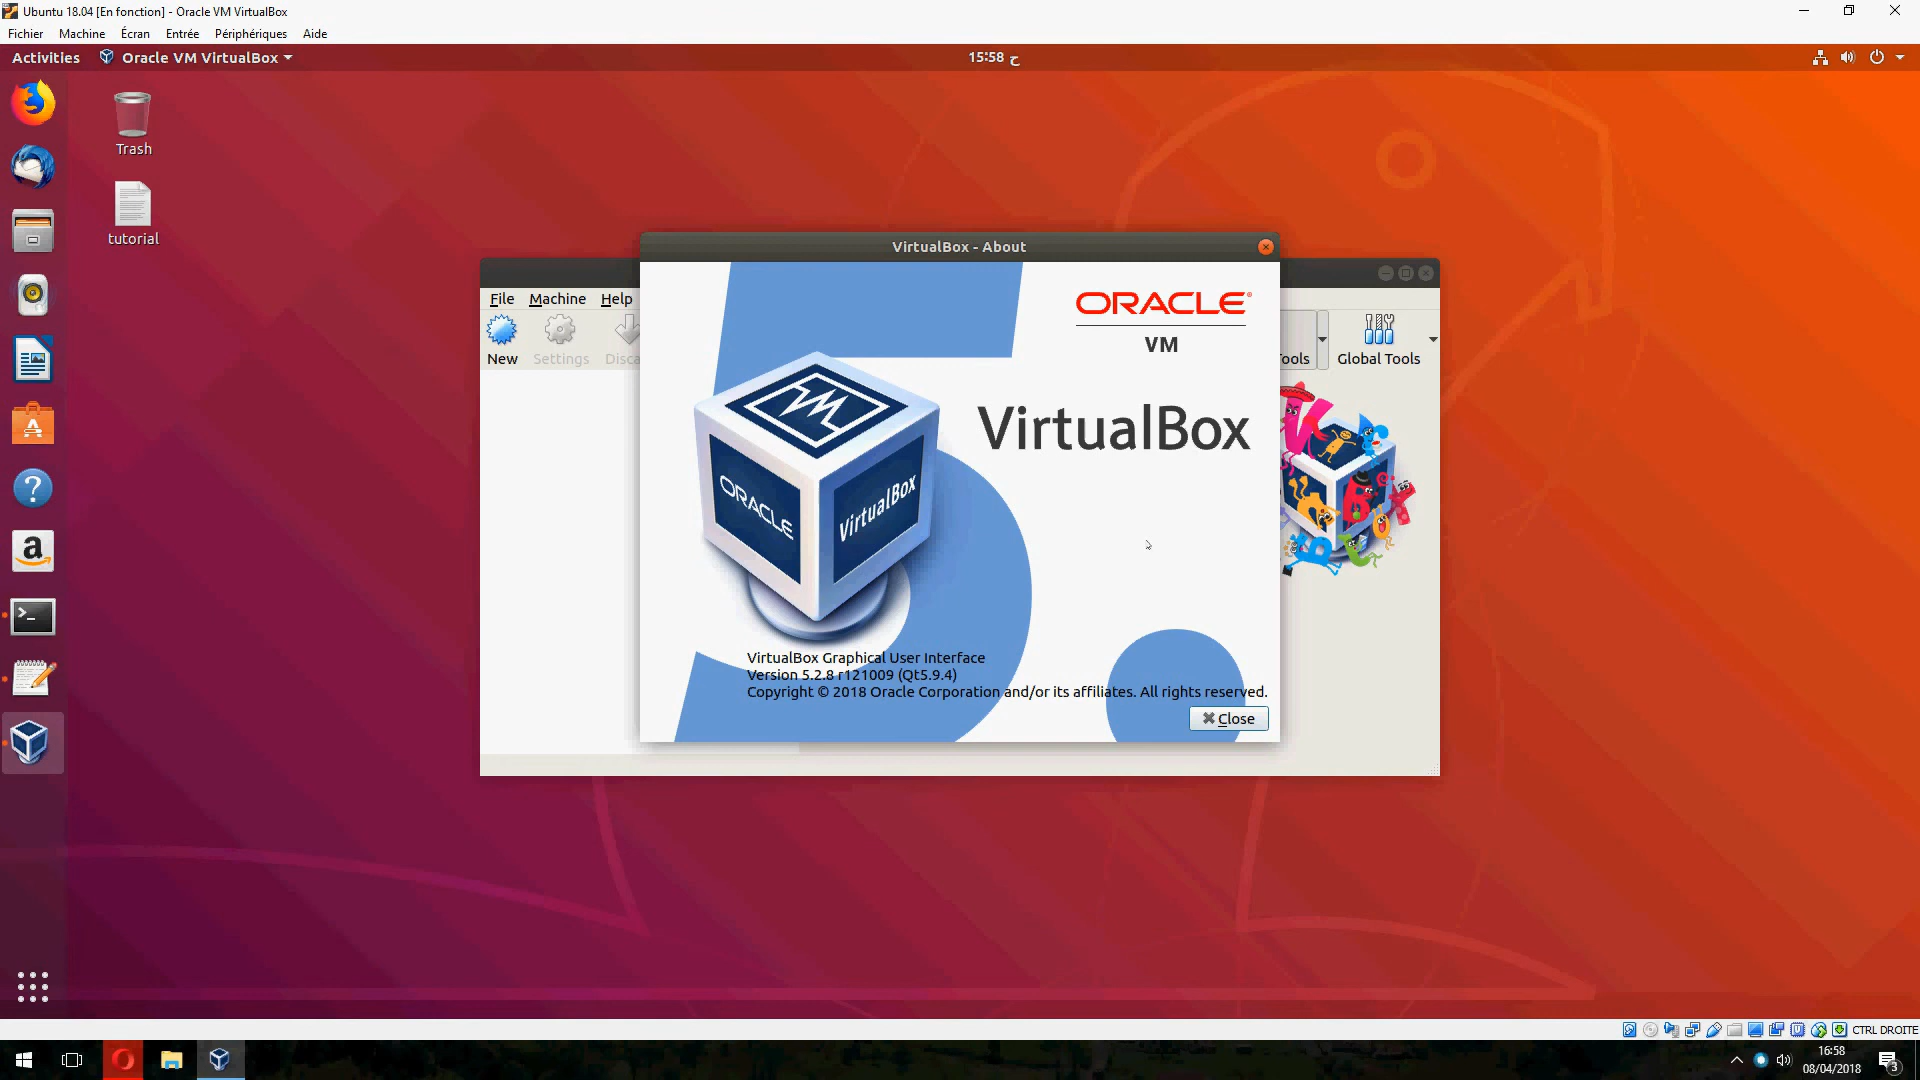 Ubuntu 18.04 [En fonction] - Oracle VM VirtualBox
Fichier Machine Écran Entrée Périphériques Aide
Activities Oracle VM VirtualBox 15:58 ح
Trash
tutorial
VirtualBox - About
File Machine Help
New Settings Disca
ools Global Tools
ORACLE
VM
VirtualBox
ORACLE
VirtualBox
VirtualBox Graphical User Interface
Version 5.2.8 r121009 (Qt5.9.4)
Copyright © 2018 Oracle Corporation and/or its affiliates. All rights reserved.
Close
CTRL DROITE
16:58
08/04/2018
3